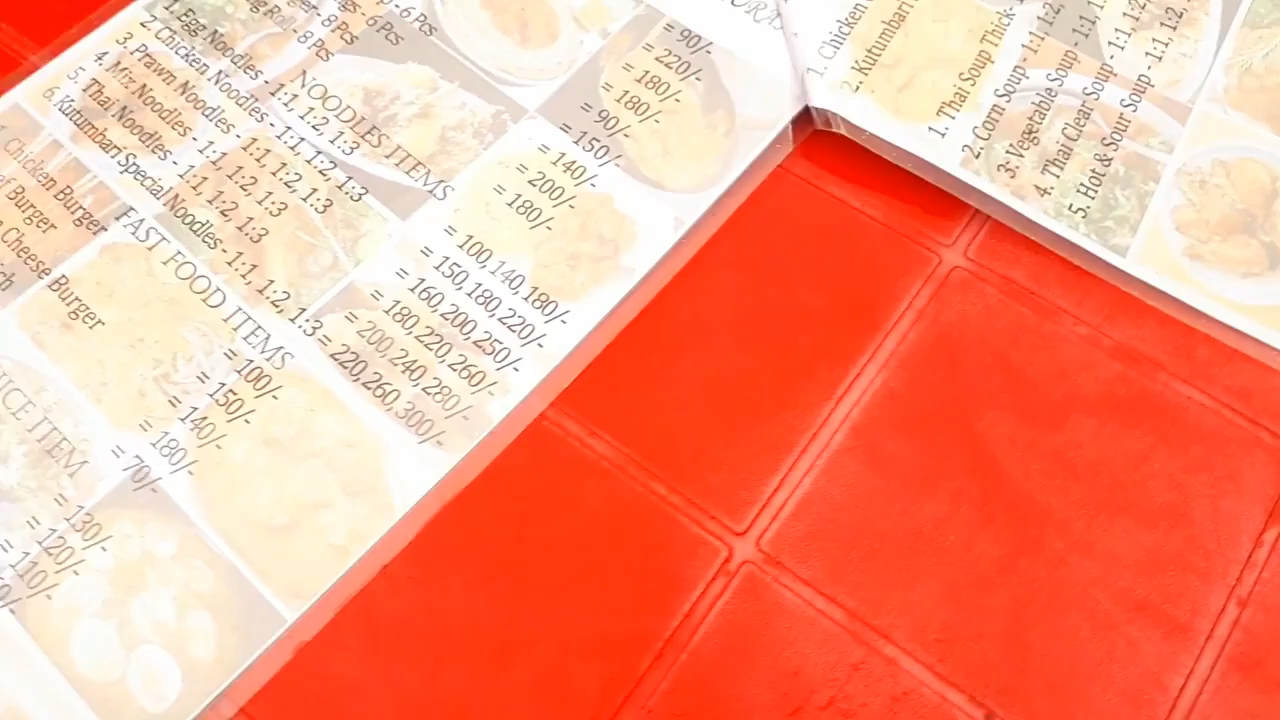 -6 Pcs
6 Pcs
8 Pcs
8 Pcs
= 90/-
= 220/-
= 180/-
= 180/-
= 90/-
= 150/-
= 140/-
= 200/-
= 180/-
NOODLES ITEMS
1. Egg Noodles - 1:1, 1:2, 1:3 = 100,140,180/-
2. Chicken Noodles - 1:1, 1:2, 1:3 = 150,180,220/-
3. Prawn Noodles - 1:1, 1:2, 1:3 = 160,200,250/-
4. Mix Noodles - 1:1, 1:2, 1:3 = 180,220,260/-
5. Thai Noodles - 1:1, 1:2, 1:3 = 200,240,280/-
6. Kutumbari Special Noodles - 1:1, 1:2, 1:3 = 220,260,300/-
FAST FOOD ITEMS
1. Chicken Burger = 100/-
Burger = 150/-
Cheese Burger = 140/-
= 180/-
= 70/-
ITEM
= 130/-
= 120/-
= 110/-
1. Chicken
2. Kutumbari
1. Thai Soup Thick -
2. Corn Soup - 1:1, 1:2,
3. Vegetable Soup - 1:1, 1:2
4. Thai Clear Soup - 1:1, 1:2
5. Hot & Sour Soup - 1:1, 1:2,